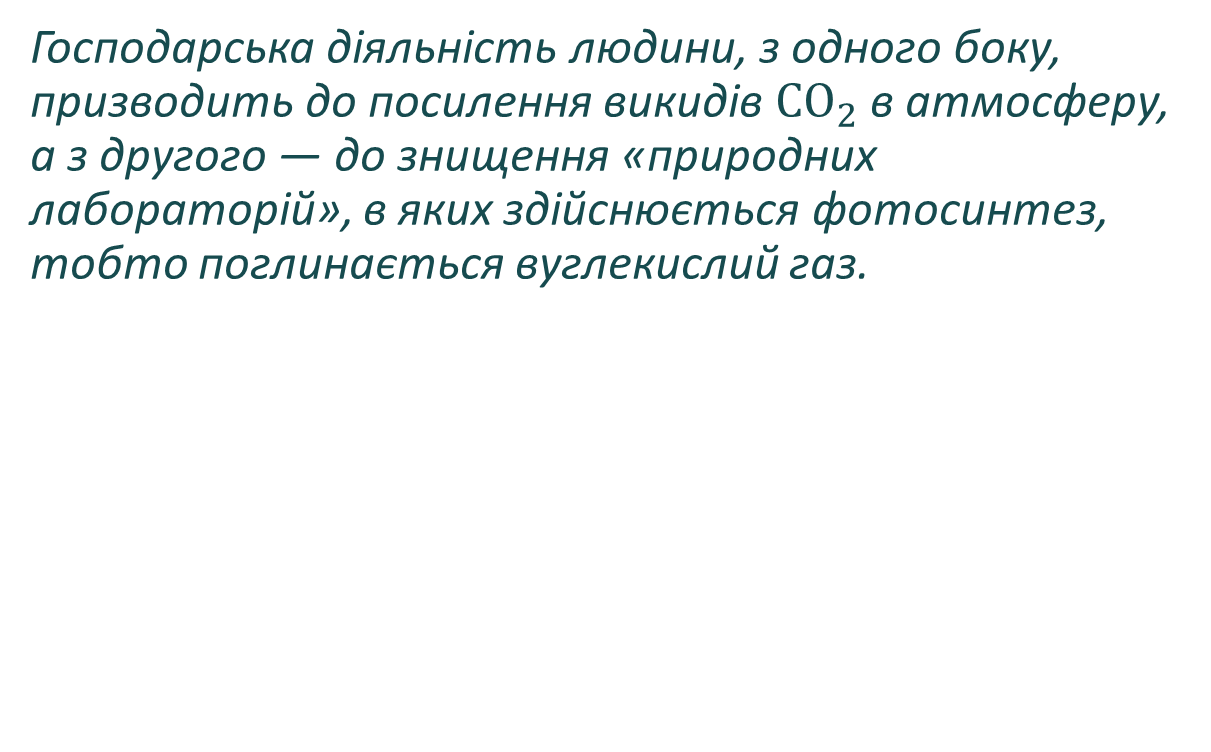 Господарська діяльність людини, з одного боку,
призводить до посилення викидів CO₂ в атмосферу,
а з другого — до знищення «природних
лабораторій», в яких здійснюється фотосинтез,
тобто поглинається вуглекислий газ.